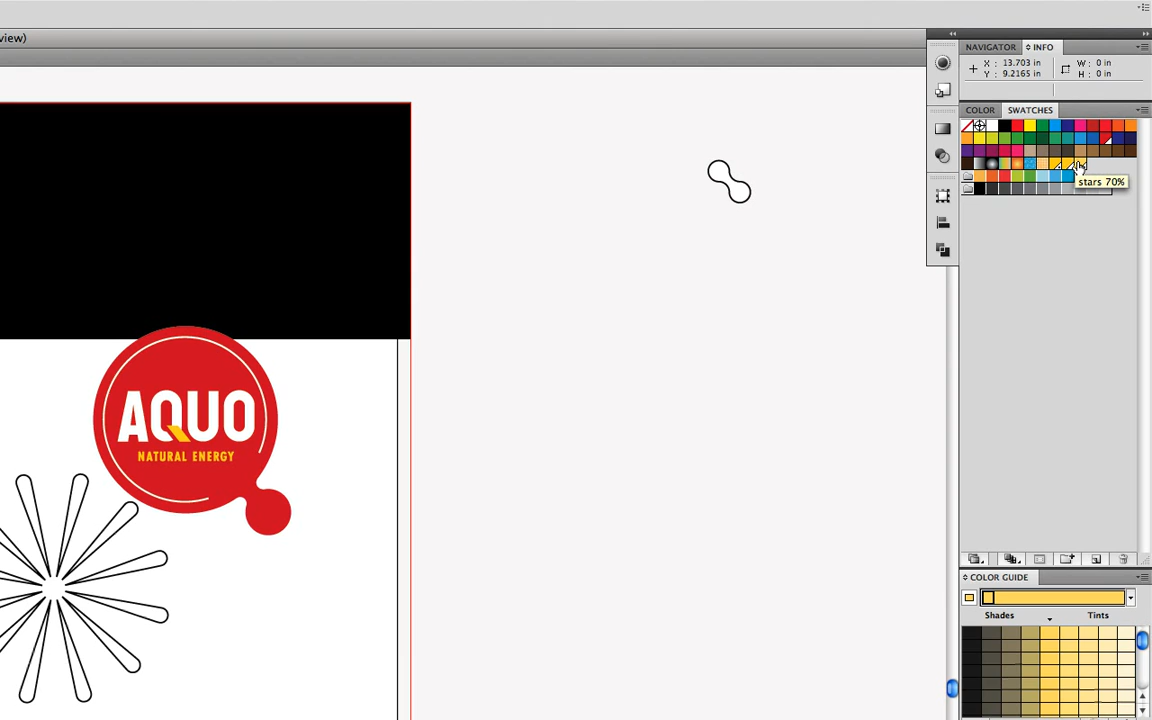 view)
NAVIGATOR
INFO
X : 13.703 in
Y : 9.2165 in
W : 0 in
H : 0 in
COLOR
SWATCHES
stars 70%
AQUO
NATURAL ENERGY
COLOR GUIDE
Shades
Tints